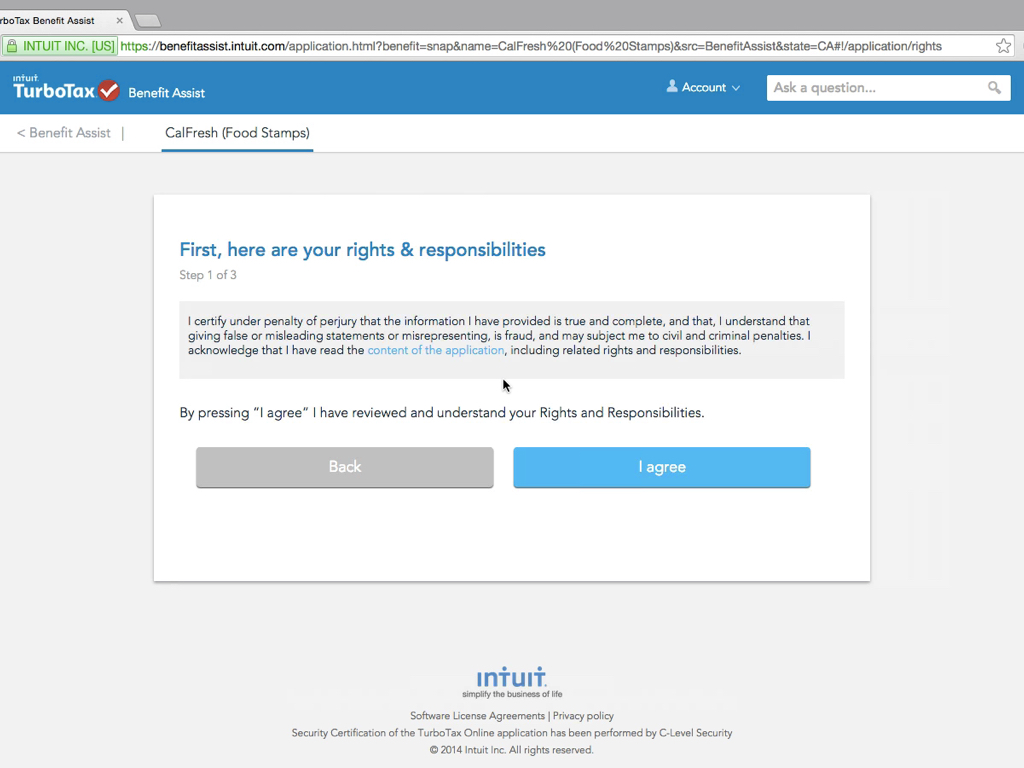 rboTax Benefit Assist
INTUIT INC. [US] https://benefitassist.intuit.com/application.html?benefit=snap&name=CalFresh%20(Food%20Stamps)&src=BenefitAssist&state=CA#!/application/rights
intuit.
TurboTax Benefit Assist
Account
Ask a question...
< Benefit Assist |
CalFresh (Food Stamps)
First, here are your rights & responsibilities
Step 1 of 3
I certify under penalty of perjury that the information I have provided is true and complete, and that, I understand that
giving false or misleading statements or misrepresenting, is fraud, and may subject me to civil and criminal penalties. I
acknowledge that I have read the content of the application, including related rights and responsibilities.
By pressing “I agree” I have reviewed and understand your Rights and Responsibilities.
Back
I agree
intuit.
simplify the business of life
Software License Agreements | Privacy policy
Security Certification of the TurboTax Online application has been performed by C-Level Security
© 2014 Intuit Inc. All rights reserved.